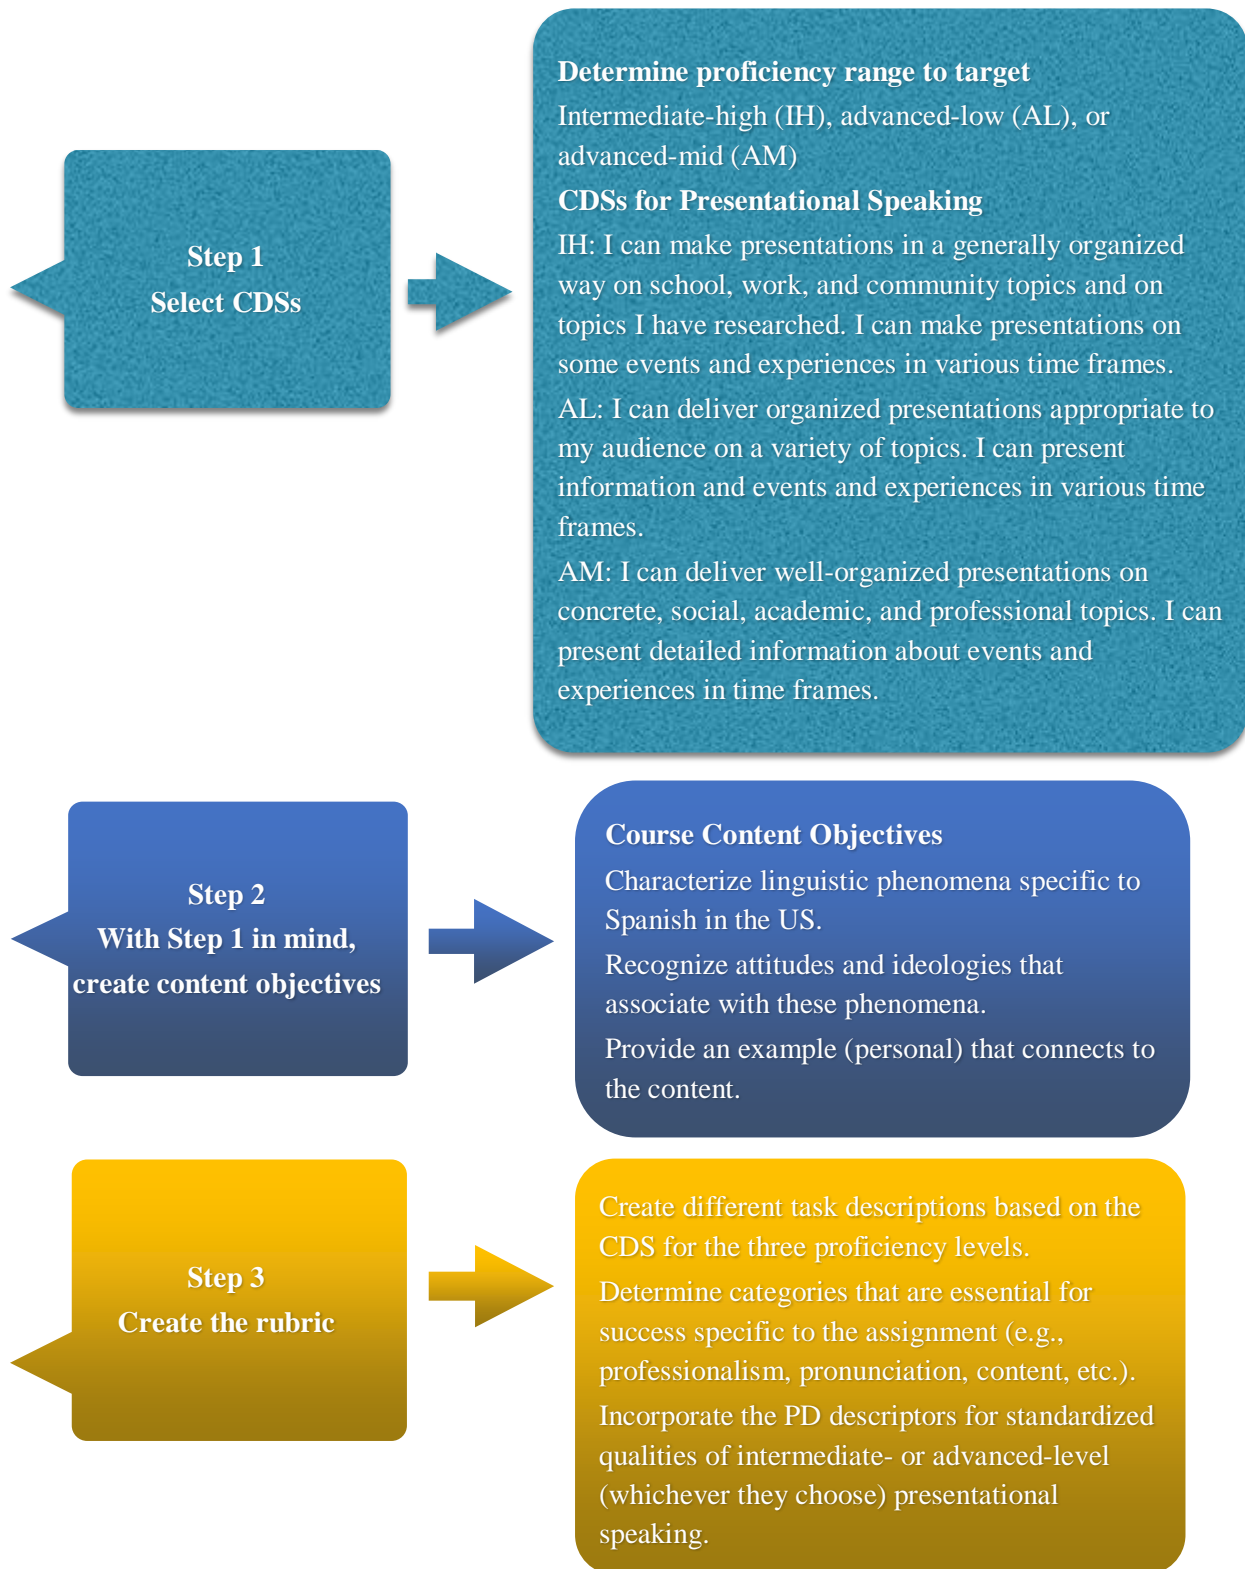 Step 1
Select CDSs
Determine proficiency range to target
Intermediate-high (IH), advanced-low (AL), or
advanced-mid (AM)
CDSs for Presentational Speaking
IH: I can make presentations in a generally organized
way on school, work, and community topics and on
topics I have researched. I can make presentations on
some events and experiences in various time frames.
AL: I can deliver organized presentations appropriate to
my audience on a variety of topics. I can present
information and events and experiences in various time
frames.
AM: I can deliver well-organized presentations on
concrete, social, academic, and professional topics. I can
present detailed information about events and
experiences in time frames.
Step 2
With Step 1 in mind,
create content objectives
Course Content Objectives
Characterize linguistic phenomena specific to
Spanish in the US.
Recognize attitudes and ideologies that
associate with these phenomena.
Provide an example (personal) that connects to
the content.
Step 3
Create the rubric
Create different task descriptions based on the
CDS for the three proficiency levels.
Determine categories that are essential for
success specific to the assignment (e.g.,
professionalism, pronunciation, content, etc.).
Incorporate the PD descriptors for standardized
qualities of intermediate- or advanced-level
(whichever they choose) presentational
speaking.